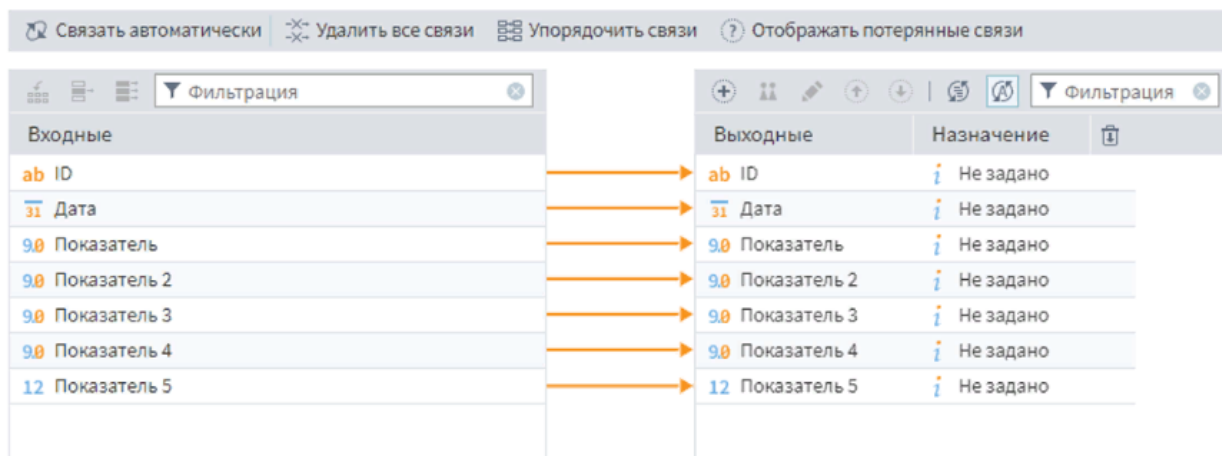 Связать автоматически Удалить все связи Упорядочить связи ? Отображать потерянные связи
Фильтрация Фильтрация
Входные Выходные Назначение
ab ID ab ID i Не задано
31 Дата 31 Дата i Не задано
9.0 Показатель 9.0 Показатель i Не задано
9.0 Показатель 2 9.0 Показатель 2 i Не задано
9.0 Показатель 3 9.0 Показатель 3 i Не задано
9.0 Показатель 4 9.0 Показатель 4 i Не задано
12 Показатель 5 12 Показатель 5 i Не задано